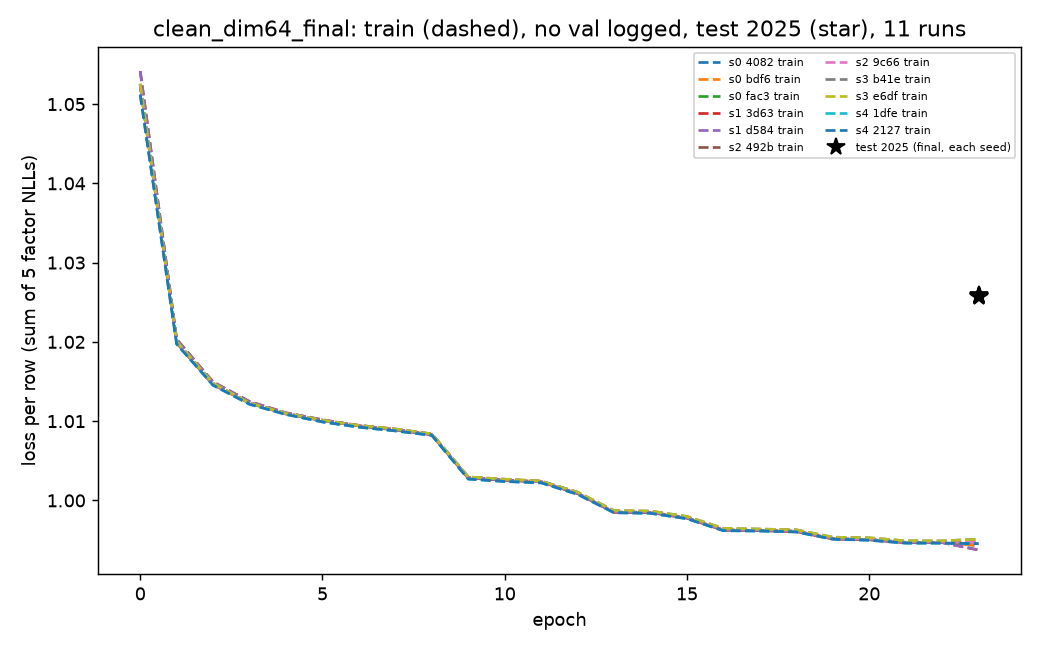 clean_dim64_final: train (dashed), no val logged, test 2025 (star), 11 runs
s0 4082 train
s0 bdf6 train
s0 fac3 train
s1 3d63 train
s1 d584 train
s2 492b train
s2 9c66 train
s3 b41e train
s3 e6df train
s4 1dfe train
s4 2127 train
test 2025 (final, each seed)
loss per row (sum of 5 factor NLLs)
1.05
1.04
1.03
1.02
1.01
1.00
0
5
10
15
20
epoch